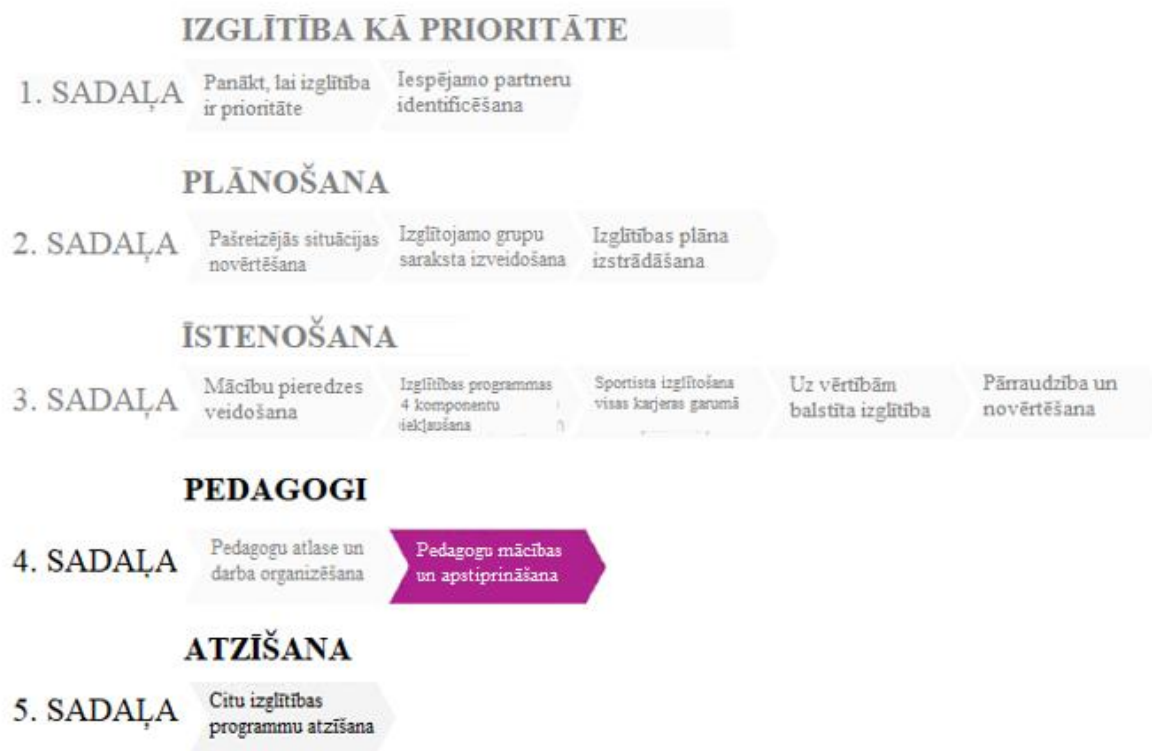 IZGLĪTĪBA KĀ PRIORITĀTE
1. SADAĻA
Panākt, lai izglītība
ir prioritāte
Iespējamo partneru
identificēšana
PLĀNOŠANA
2. SADAĻA
Pašreizējās situācijas
novērtēšana
Izglītojamo grupu
saraksta izveidošana
Izglītības plāna
izstrādāšana
ĪSTENOŠANA
3. SADAĻA
Mācību pieredzes
veidošana
Izglītības programmas
4 komponentu
iekļaušana
Sportista izglītošana
visas karjeras garumā
Uz vērtībām
balstīta izglītība
Pārraudzība un
novērtēšana
PEDAGOGI
4. SADAĻA
Pedagogu atlase un
darba organizēšana
Pedagogu mācības
un apstiprināšana
ATZĪŠANA
5. SADAĻA
Citu izglītības
programmu atzīšana